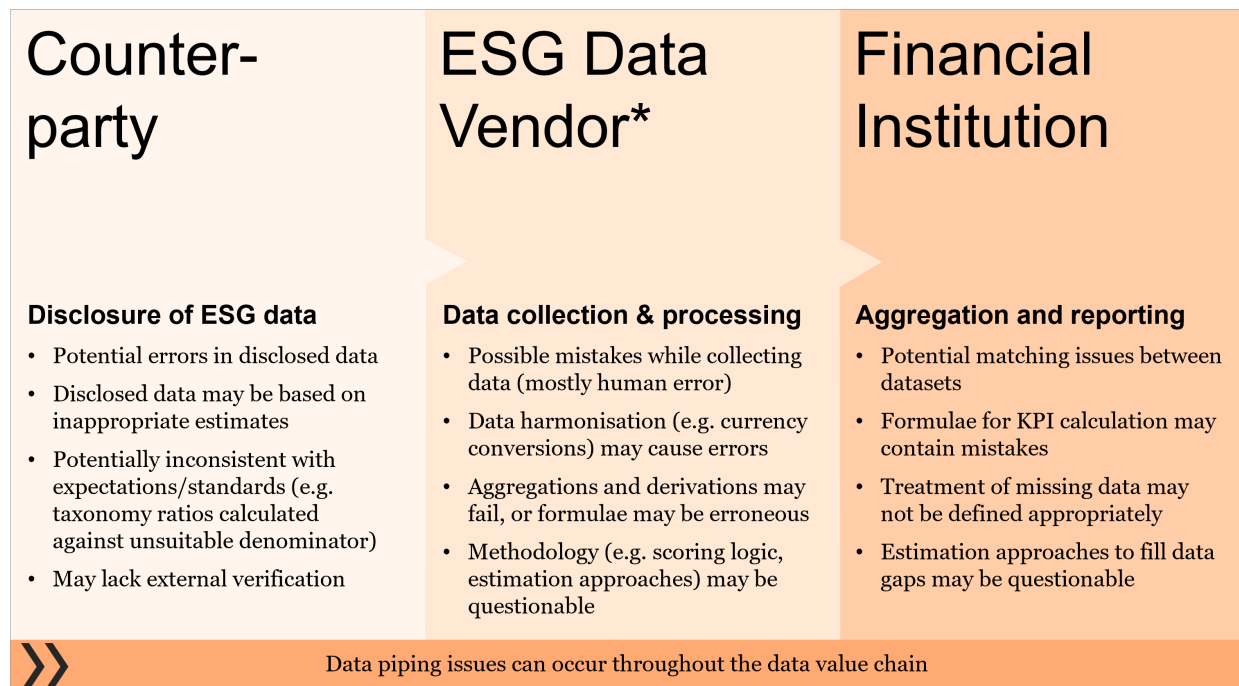 Counter-
party
Disclosure of ESG data
• Potential errors in disclosed data
• Disclosed data may be based on
inappropriate estimates
• Potentially inconsistent with
expectations/standards (e.g.
taxonomy ratios calculated
against unsuitable denominator)
• May lack external verification
ESG Data
Vendor*
Data collection & processing
• Possible mistakes while collecting
data (mostly human error)
• Data harmonisation (e.g. currency
conversions) may cause errors
• Aggregations and derivations may
fail, or formulae may be erroneous
• Methodology (e.g. scoring logic,
estimation approaches) may be
questionable
Financial
Institution
Aggregation and reporting
• Potential matching issues between
datasets
• Formulae for KPI calculation may
contain mistakes
• Treatment of missing data may
not be defined appropriately
• Estimation approaches to fill data
gaps may be questionable
Data piping issues can occur throughout the data value chain